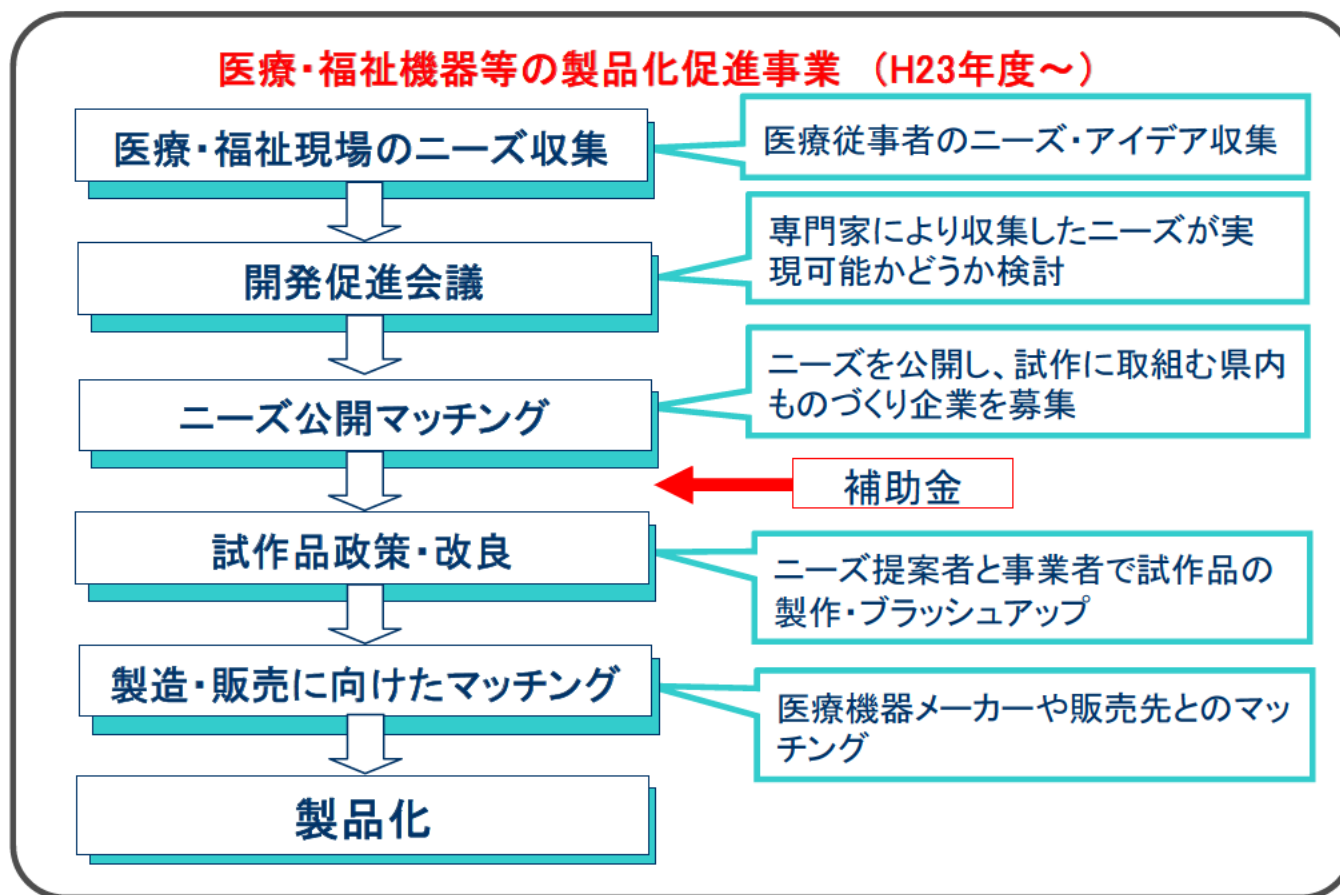 医療・福祉機器等の製品化促進事業 （H23年度～）
医療・福祉現場のニーズ収集
医療従事者のニーズ・アイデア収集
開発促進会議
専門家により収集したニーズが実
現可能かどうか検討
ニーズ公開マッチング
ニーズを公開し、試作に取組む県内
ものづくり企業を募集
補助金
試作品政策・改良
ニーズ提案者と事業者で試作品の
製作・ブラッシュアップ
製造・販売に向けたマッチング
医療機器メーカーや販売先とのマッ
チング
製品化